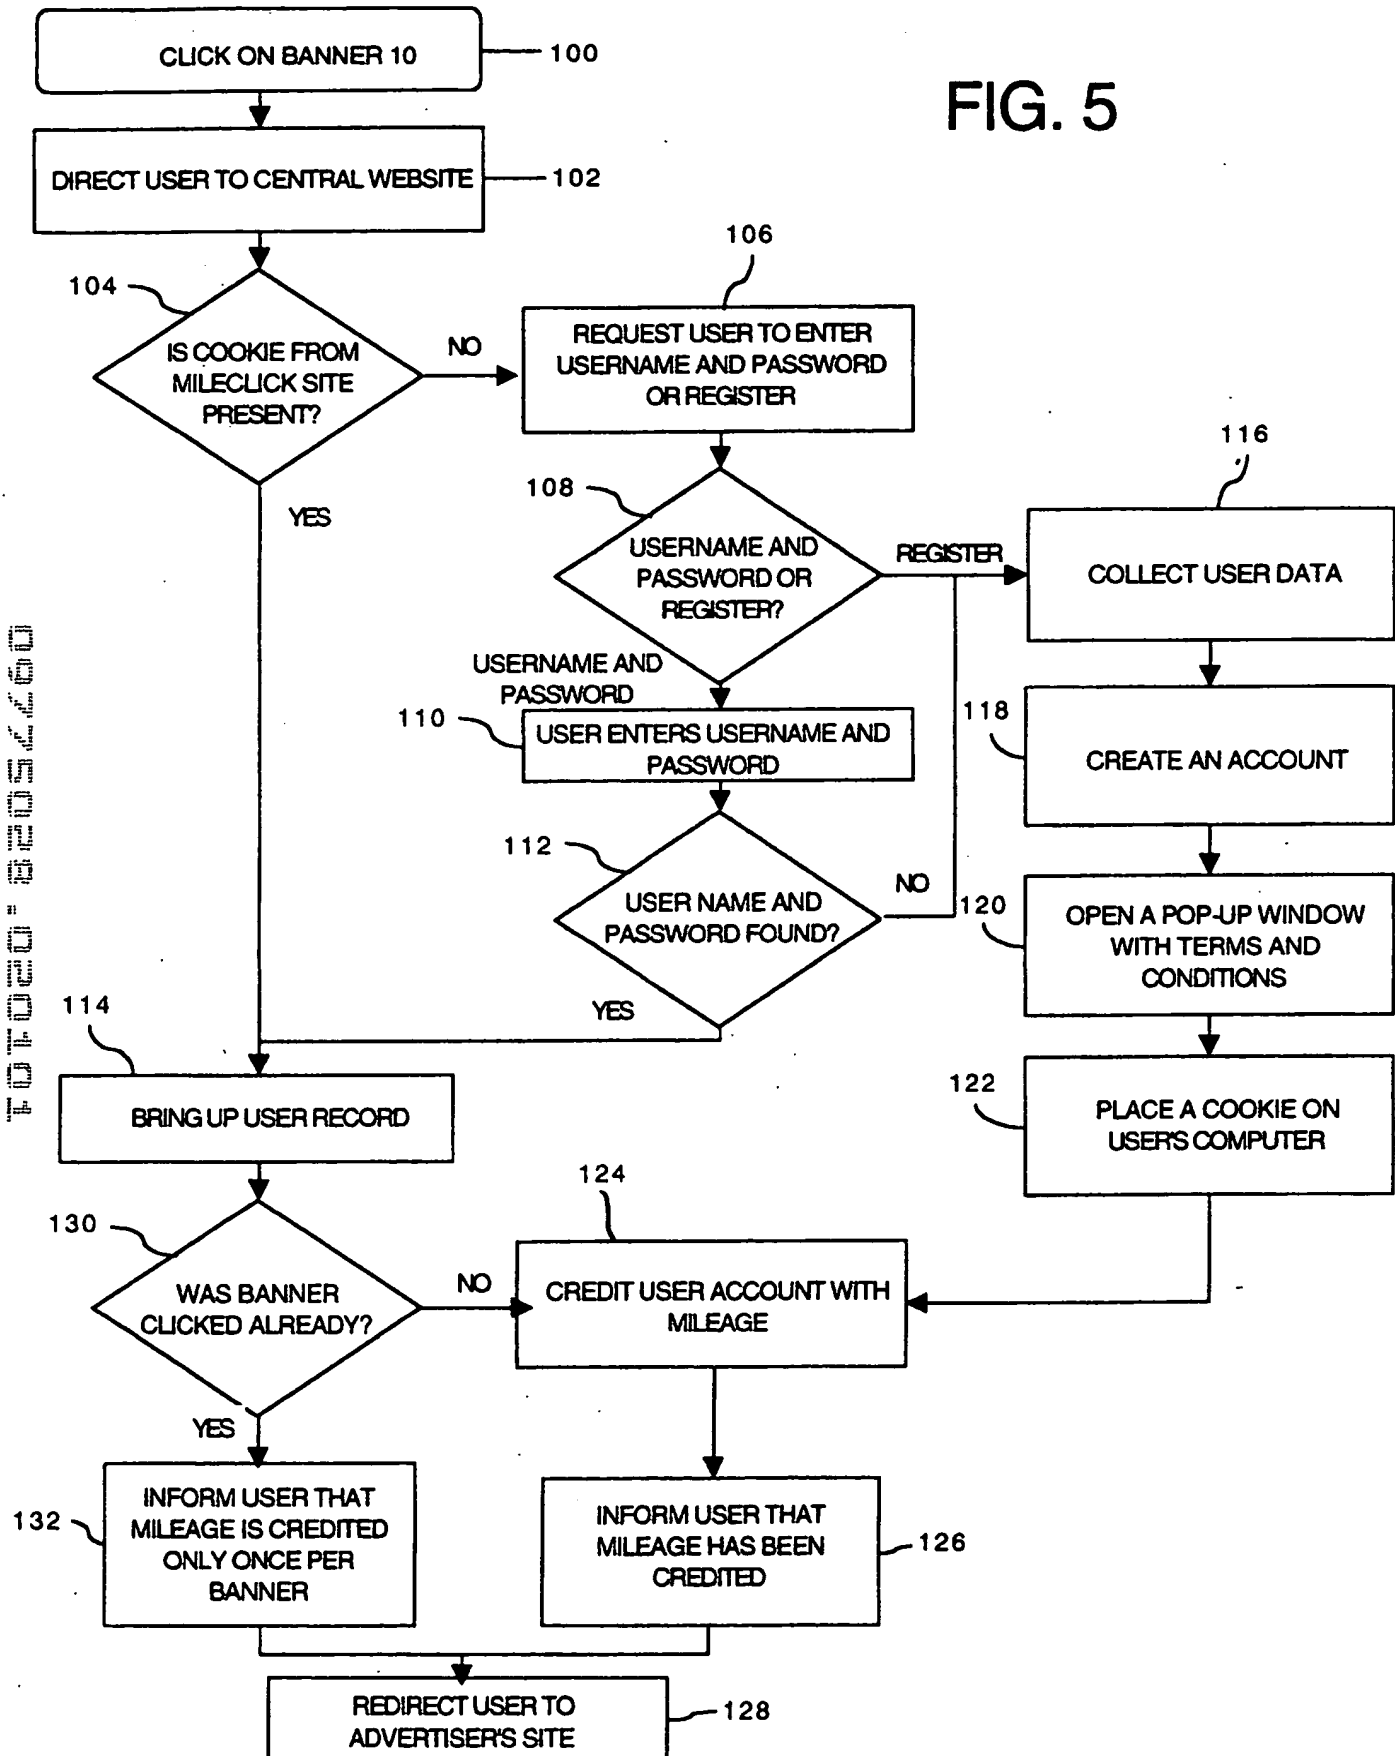 FIG. 5
CLICK ON BANNER 10
100
DIRECT USER TO CENTRAL WEBSITE
102
104
IS COOKIE FROM
MILECLICK SITE
PRESENT?
NO
YES
106
REQUEST USER TO ENTER
USERNAME AND PASSWORD
OR REGISTER
108
USERNAME AND
PASSWORD OR
REGISTER?
REGISTER
USERNAME AND
PASSWORD
110
USER ENTERS USERNAME AND
PASSWORD
112
USER NAME AND
PASSWORD FOUND?
NO
YES
116
COLLECT USER DATA
118
CREATE AN ACCOUNT
120
OPEN A POP-UP WINDOW
WITH TERMS AND
CONDITIONS
122
PLACE A COOKIE ON
USER'S COMPUTER
114
BRING UP USER RECORD
130
WAS BANNER
CLICKED ALREADY?
NO
YES
124
CREDIT USER ACCOUNT WITH
MILEAGE
132
INFORM USER THAT
MILEAGE IS CREDITED
ONLY ONCE PER
BANNER
INFORM USER THAT
MILEAGE HAS BEEN
CREDITED
126
REDIRECT USER TO
ADVERTISER'S SITE
128
09775028.020101